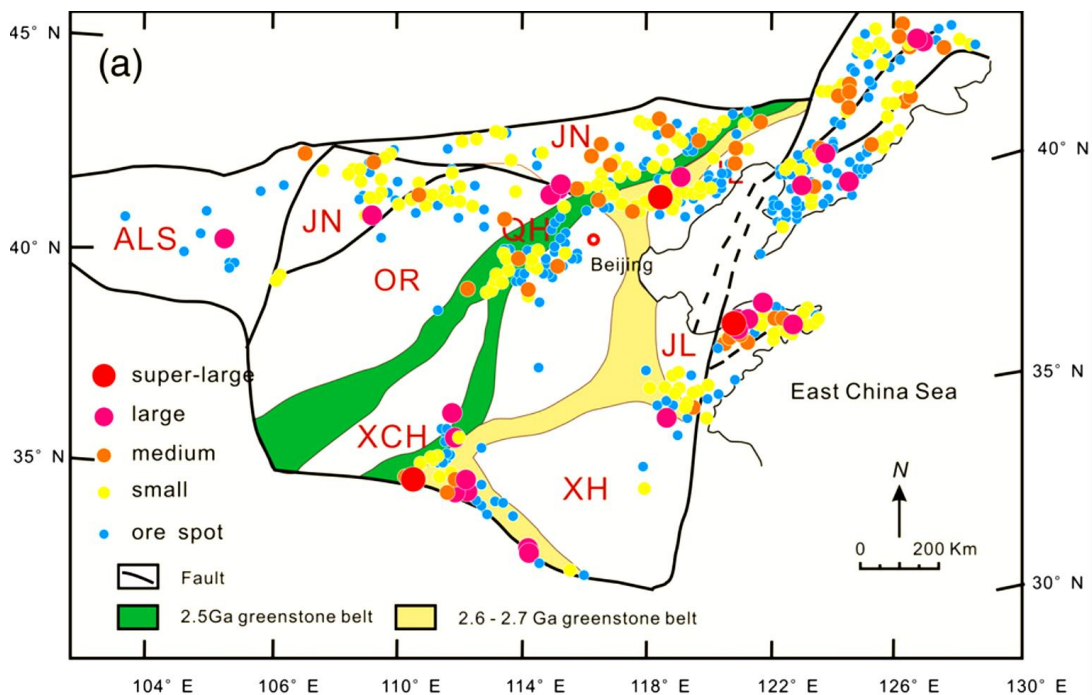 45° N
(a)
JN
40° N
JL
JN
ALS
40° N
QH
Beijing
OR
super-large
JL
35° N
East China Sea
large
XCH
medium
35° N
small
XH
N
ore spot
0 200 Km
Fault
30° N
2.5Ga greenstone belt
2.6 - 2.7 Ga greenstone belt
104° E 106° E 110° E 114° E 118° E 122° E 126° E 130° E